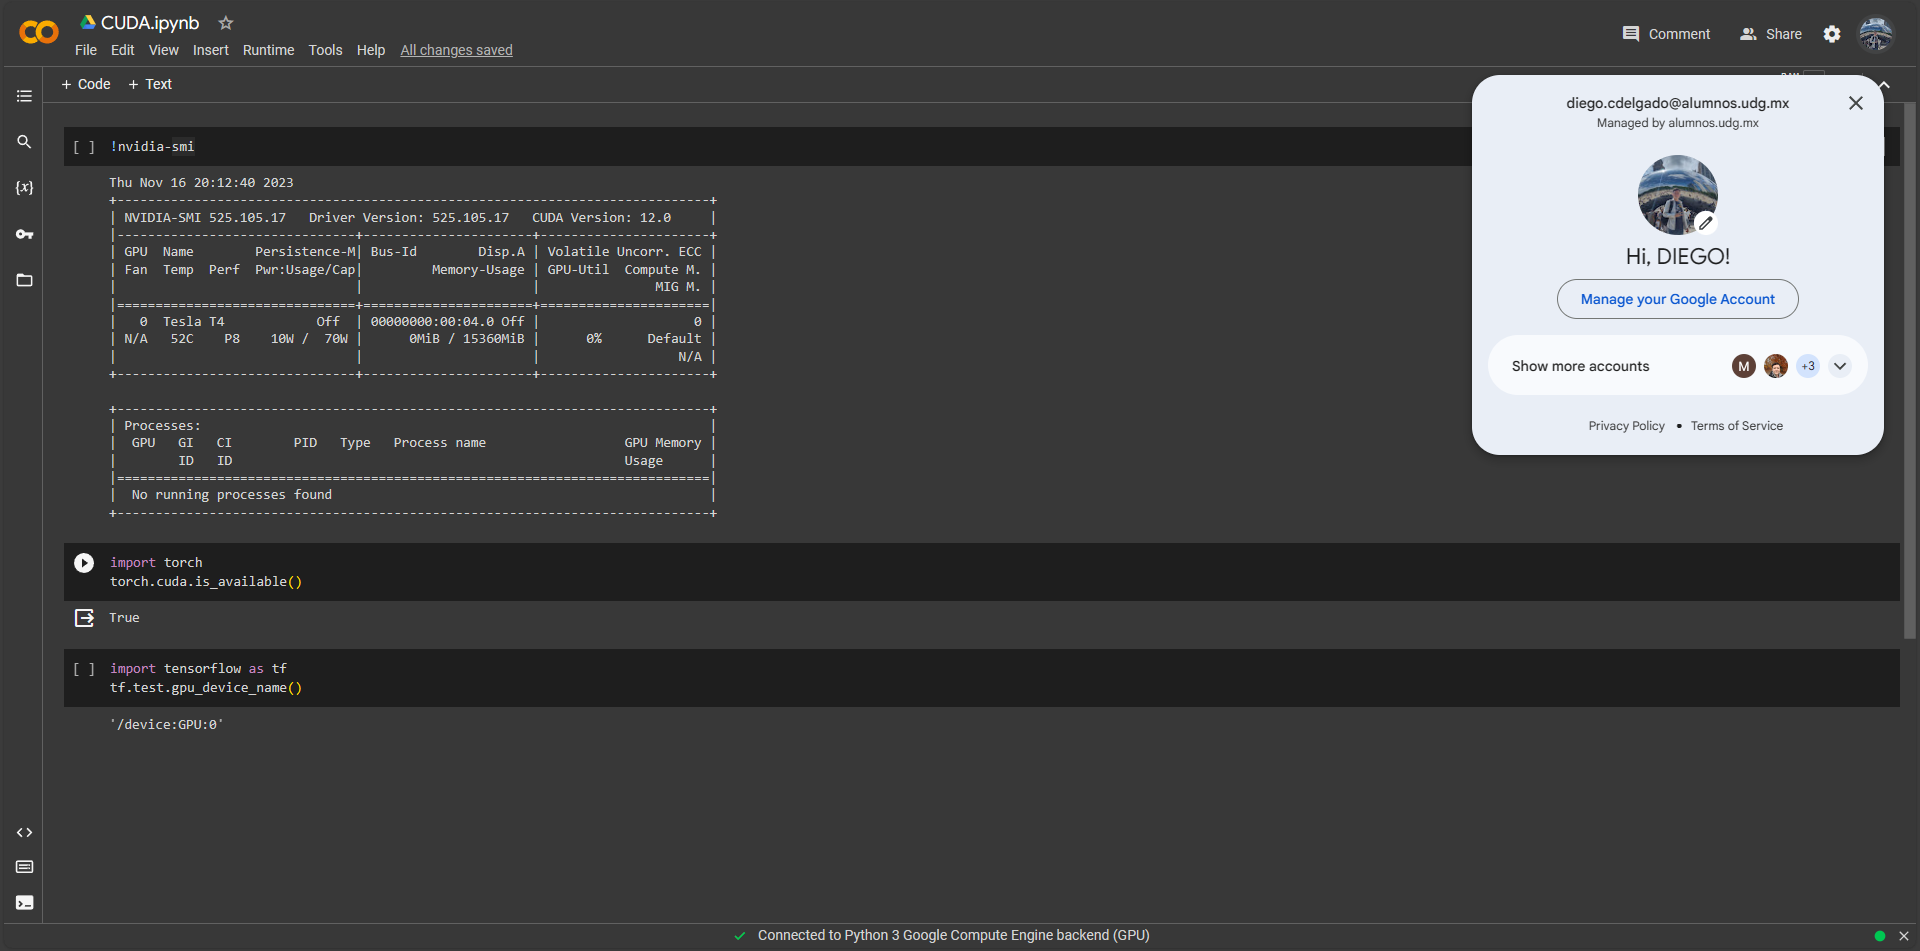 CUDA.ipynb
File Edit View Insert Runtime Tools Help All changes saved
Comment Share
+ Code + Text
diego.cdelgado@alumnos.udg.mx
Managed by alumnos.udg.mx
Hi, DIEGO!
Manage your Google Account
Show more accounts M +3
Privacy Policy • Terms of Service
[ ] !nvidia-smi
Thu Nov 16 20:12:40 2023
+-----------------------------------------------------------------------------+
| NVIDIA-SMI 525.105.17   Driver Version: 525.105.17   CUDA Version: 12.0     |
|-------------------------------+----------------------+----------------------+
| GPU  Name        Persistence-M| Bus-Id        Disp.A | Volatile Uncorr. ECC |
| Fan  Temp  Perf  Pwr:Usage/Cap|         Memory-Usage | GPU-Util  Compute M. |
|                               |                      |               MIG M. |
|===============================+======================+======================|
|   0  Tesla T4            Off  | 00000000:00:04.0 Off |                    0 |
| N/A   52C    P8    10W /  70W |      0MiB / 15360MiB |      0%      Default |
|                               |                      |                  N/A |
+-------------------------------+----------------------+----------------------+
+-----------------------------------------------------------------------------+
| Processes:                                                                  |
|  GPU   GI   CI        PID   Type   Process name                  GPU Memory |
|        ID   ID                                                   Usage      |
|=============================================================================|
|  No running processes found                                                 |
+-----------------------------------------------------------------------------+
import torch
torch.cuda.is_available()
True
[ ] import tensorflow as tf
tf.test.gpu_device_name()
'/device:GPU:0'
Connected to Python 3 Google Compute Engine backend (GPU)